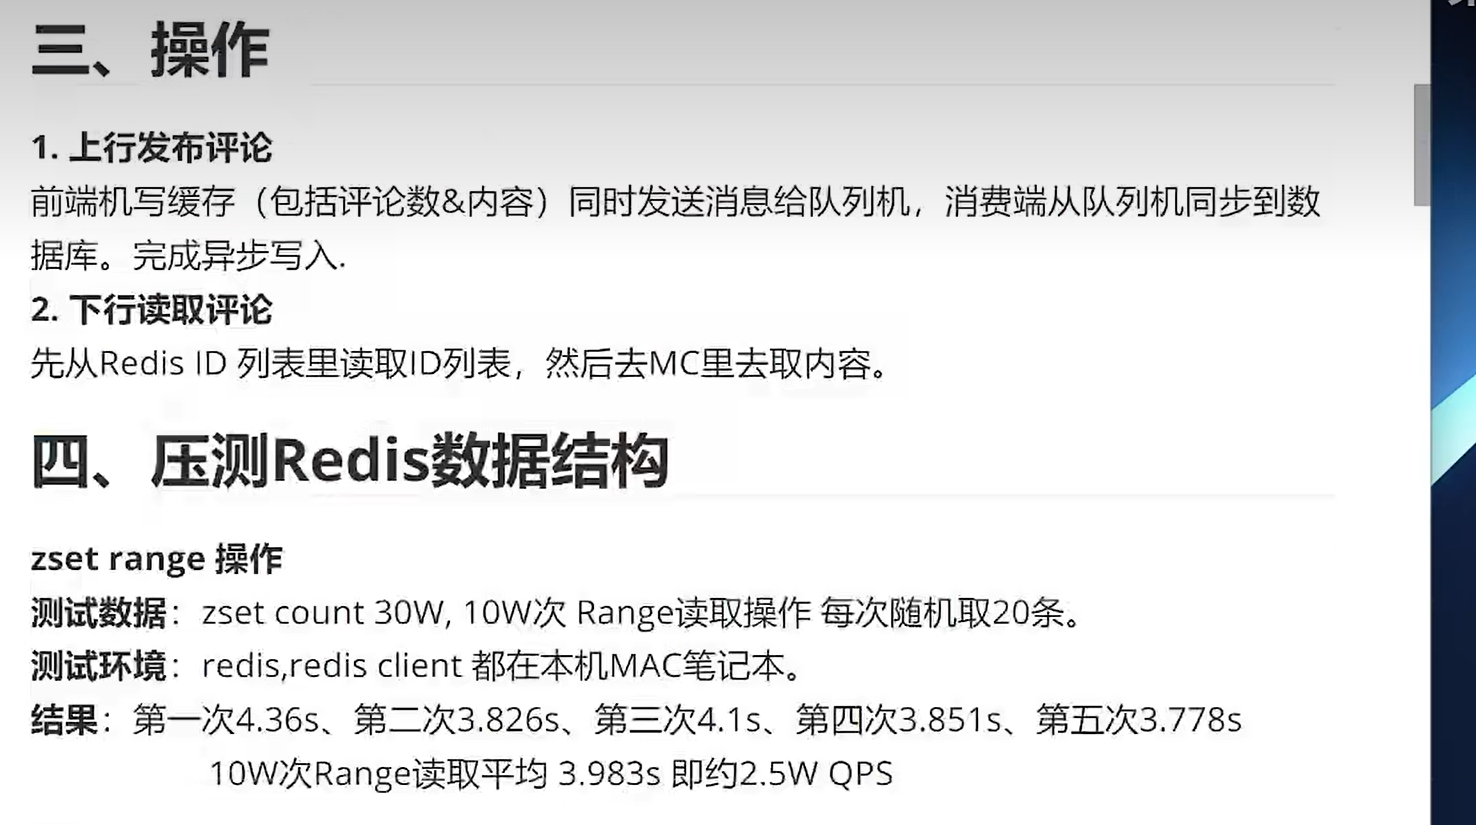 三、操作
1. 上行发布评论
前端机写缓存（包括评论数&内容）同时发送消息给队列机，消费端从队列机同步到数
据库。完成异步写入.
2. 下行读取评论
先从Redis ID 列表里读取ID列表，然后去MC里去取内容。
四、压测Redis数据结构
zset range 操作
测试数据：zset count 30W, 10W次 Range读取操作 每次随机取20条。
测试环境：redis,redis client 都在本机MAC笔记本。
结果：第一次4.36s、第二次3.826s、第三次4.1s、第四次3.851s、第五次3.778s
10W次Range读取平均 3.983s 即约2.5W QPS